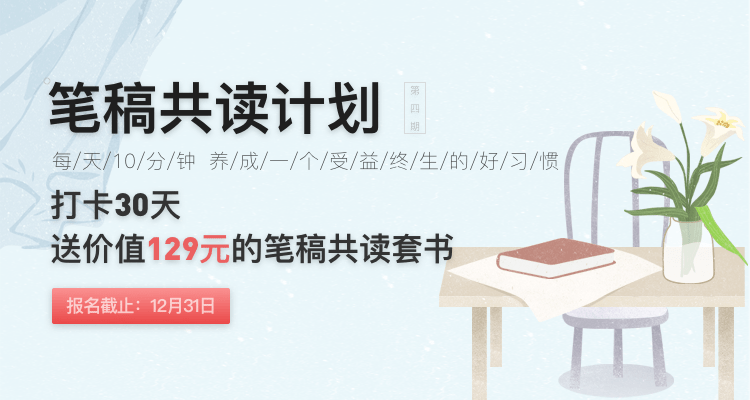 笔稿共读计划
第四期
每/天/10/分/钟 养/成/一/个/受/益/终/生/的/好/习/惯
打卡30天
送价值129元的笔稿共读套书
报名截止：12月31日